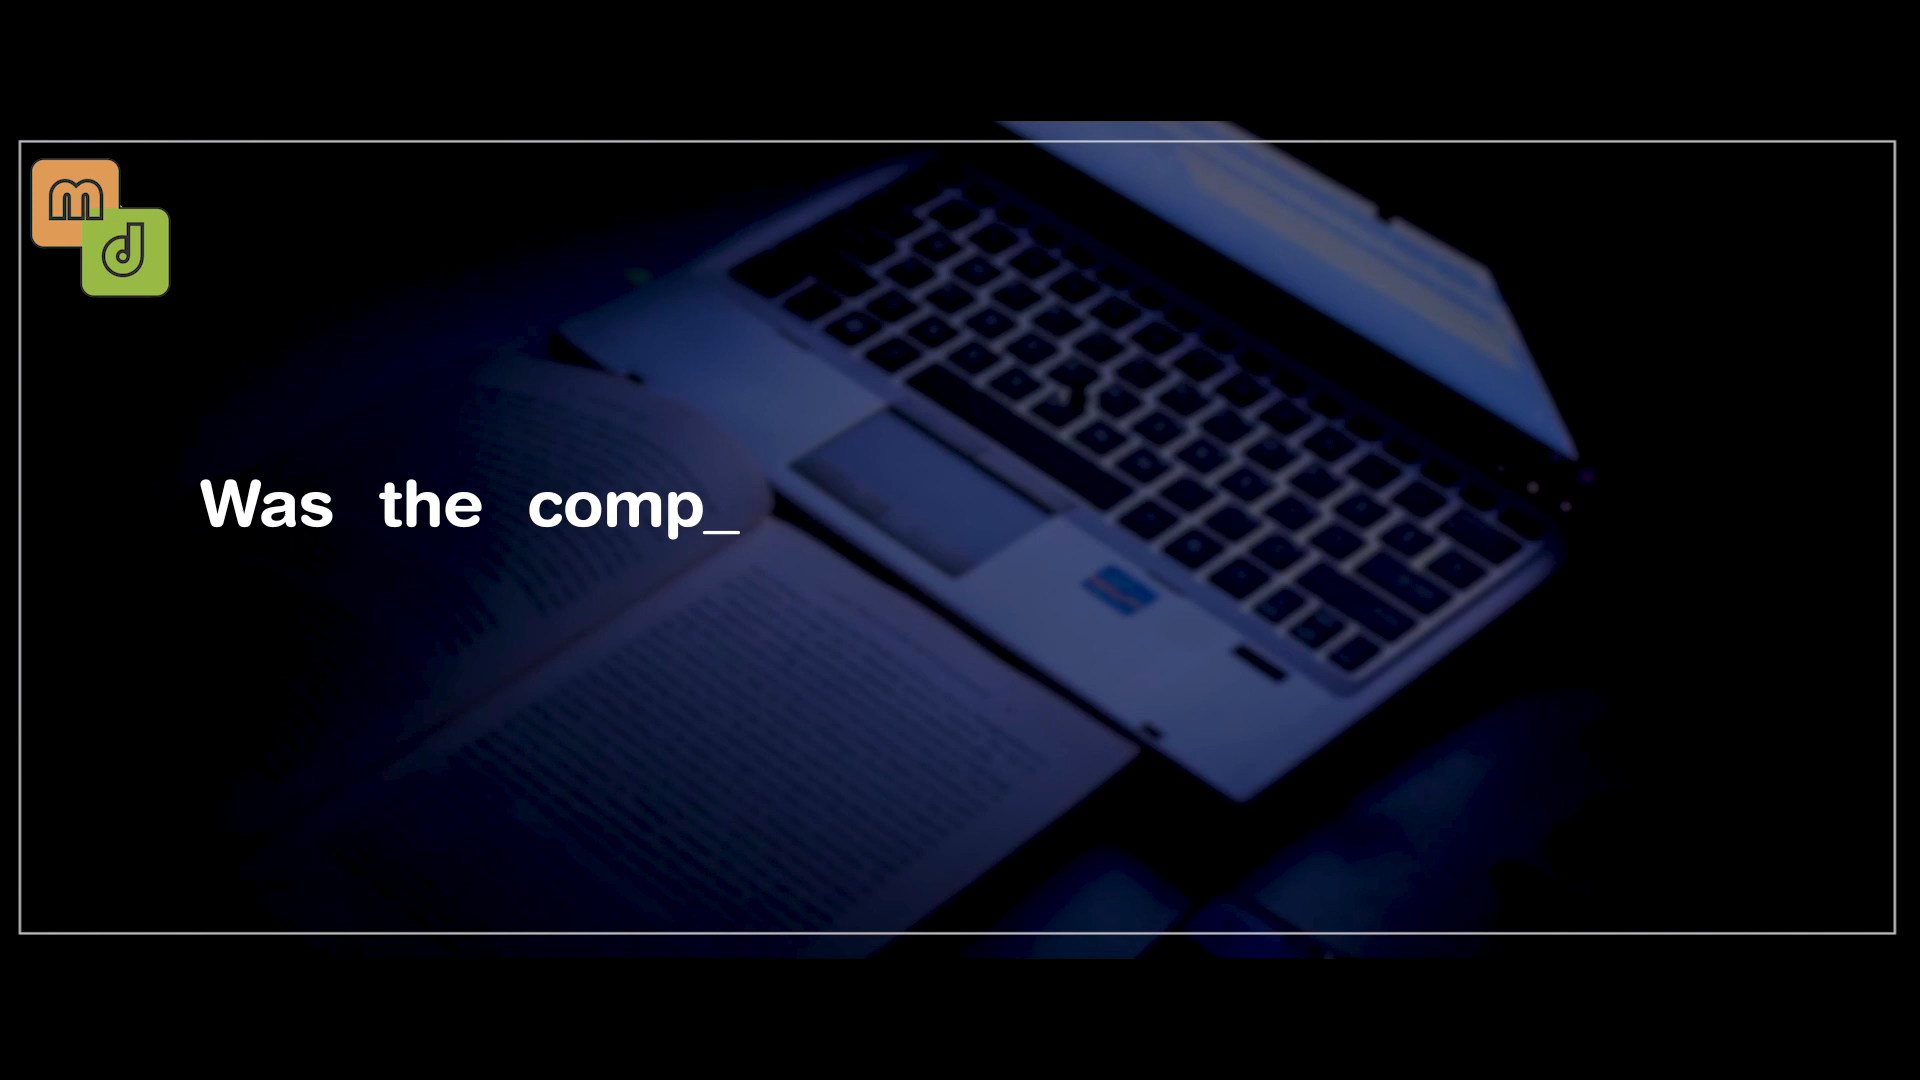 m
d
Was the comp_